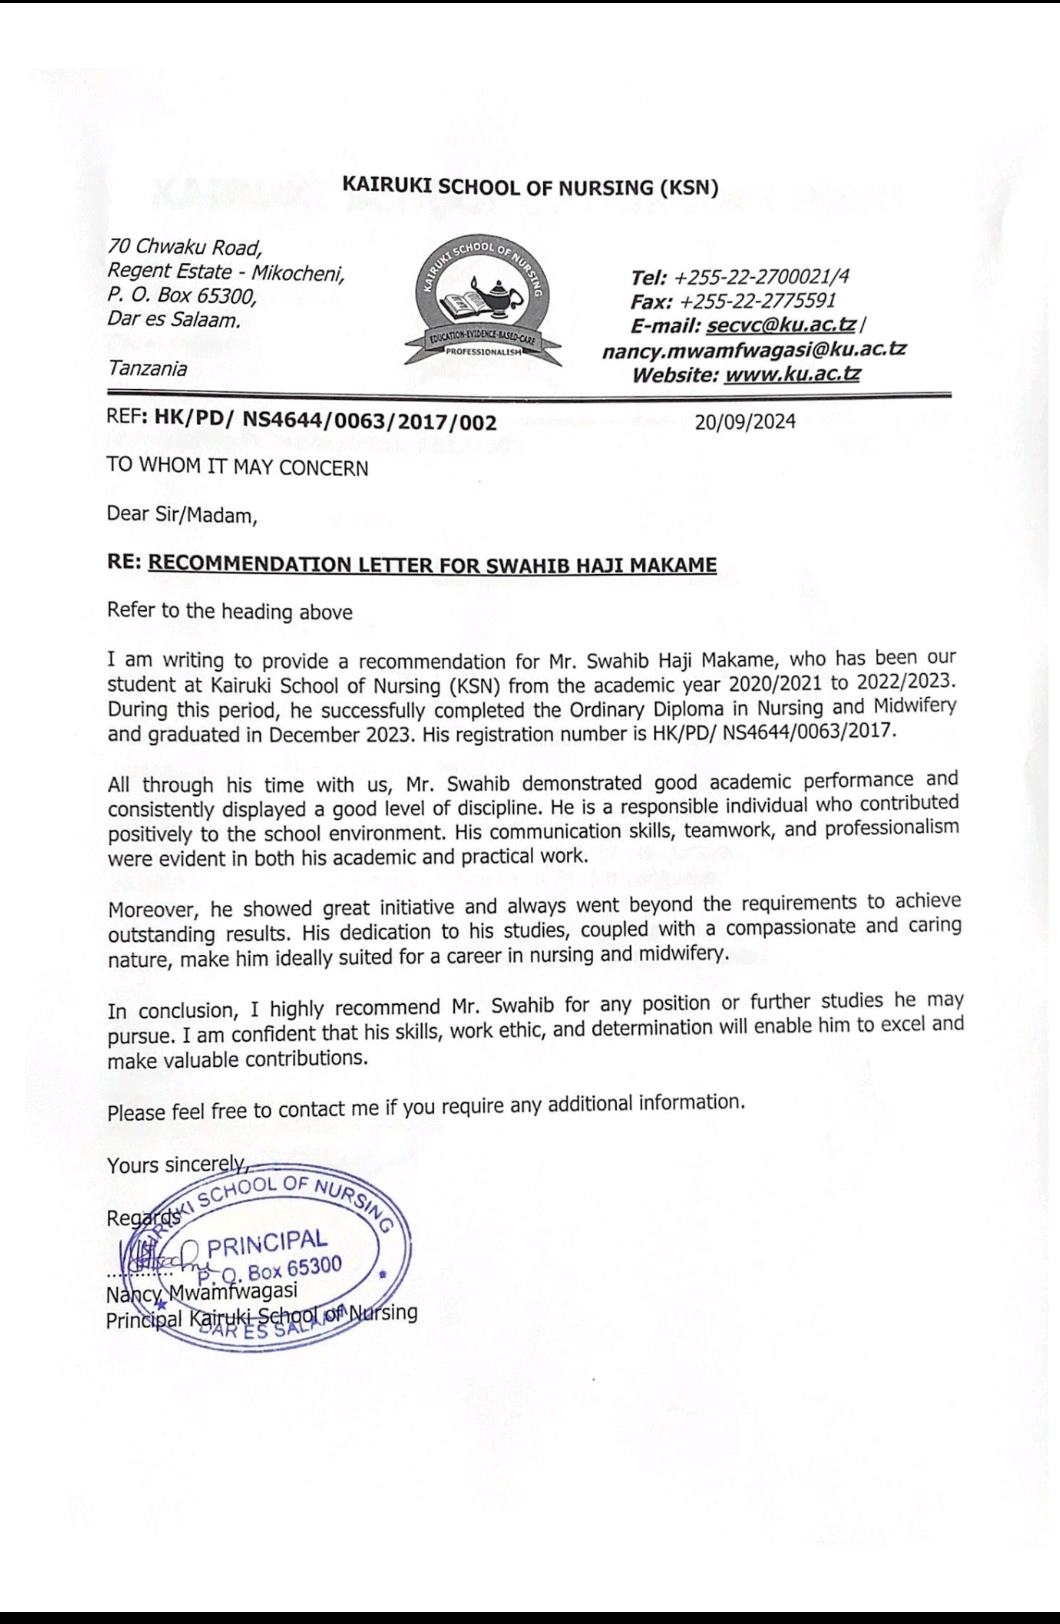 KAIRUKI SCHOOL OF NURSING (KSN)
70 Chwaku Road,
Regent Estate - Mikocheni,
P. O. Box 65300,
Dar es Salaam.
Tanzania
KAIRUKI SCHOOL OF NURSING
EDUCATION-EVIDENCE-BASED-CARE
PROFESSIONALISM
Tel: +255-22-2700021/4
Fax: +255-22-2775591
E-mail: secvc@ku.ac.tz /
nancy.mwamfwagasi@ku.ac.tz
Website: www.ku.ac.tz
REF: HK/PD/ NS4644/0063/2017/002
20/09/2024
TO WHOM IT MAY CONCERN
Dear Sir/Madam,
RE: RECOMMENDATION LETTER FOR SWAHIB HAJI MAKAME
Refer to the heading above
I am writing to provide a recommendation for Mr. Swahib Haji Makame, who has been our
student at Kairuki School of Nursing (KSN) from the academic year 2020/2021 to 2022/2023.
During this period, he successfully completed the Ordinary Diploma in Nursing and Midwifery
and graduated in December 2023. His registration number is HK/PD/ NS4644/0063/2017.
All through his time with us, Mr. Swahib demonstrated good academic performance and
consistently displayed a good level of discipline. He is a responsible individual who contributed
positively to the school environment. His communication skills, teamwork, and professionalism
were evident in both his academic and practical work.
Moreover, he showed great initiative and always went beyond the requirements to achieve
outstanding results. His dedication to his studies, coupled with a compassionate and caring
nature, make him ideally suited for a career in nursing and midwifery.
In conclusion, I highly recommend Mr. Swahib for any position or further studies he may
pursue. I am confident that his skills, work ethic, and determination will enable him to excel and
make valuable contributions.
Please feel free to contact me if you require any additional information.
Yours sincerely,
Regards
KAIRUKI SCHOOL OF NURSING
PRINCIPAL
P. O. Box 65300
DAR ES SALAAM
Nancy Mwamfwagasi
Principal Kairuki School of Nursing